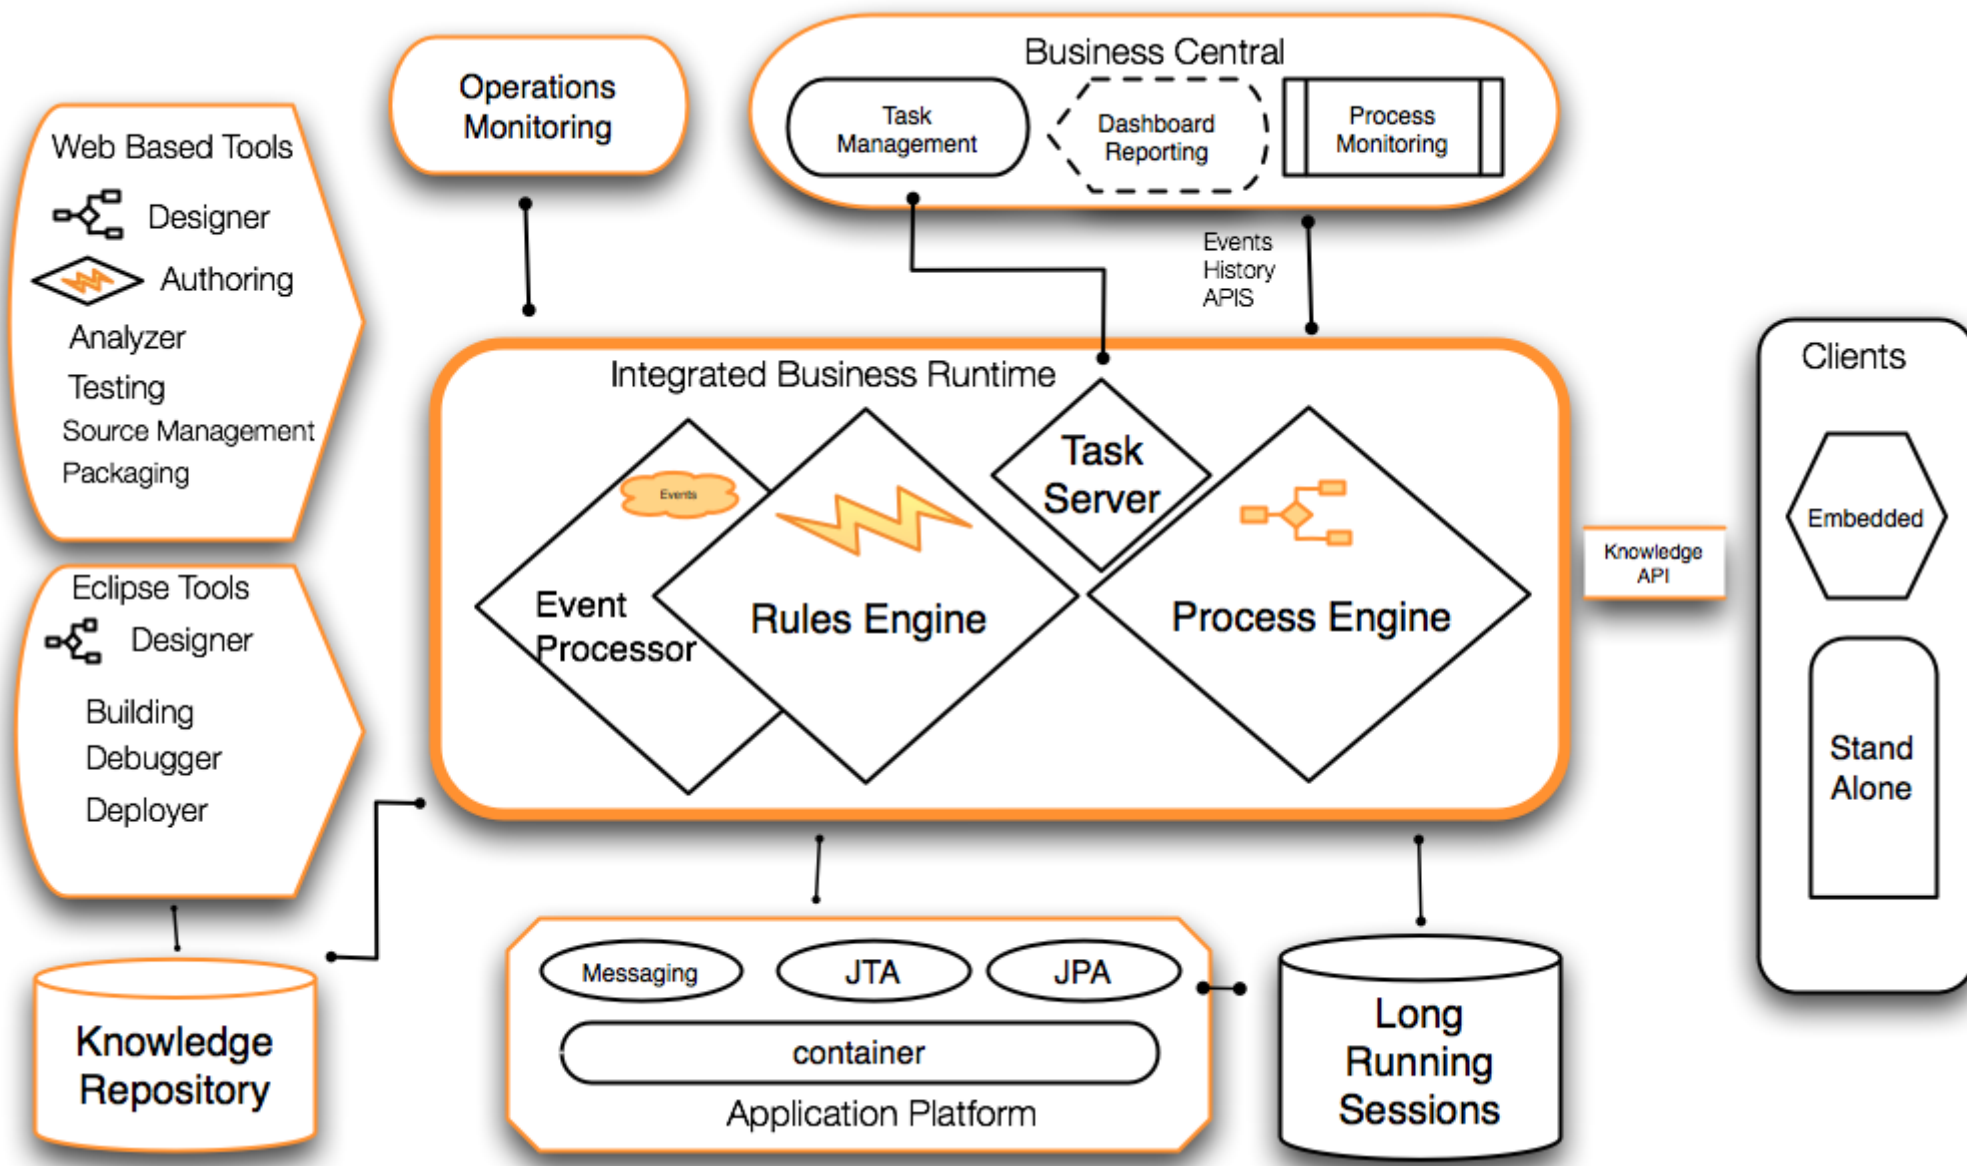 Business Central
Task
Management
Dashboard
Reporting
Process
Monitoring
Operations
Monitoring
Web Based Tools
Designer
Authoring
Analyzer
Testing
Source Management
Packaging
Events
History
APIS
Eclipse Tools
Designer
Building
Debugger
Deployer
Integrated Business Runtime
Events
Event
Processor
Rules Engine
Task
Server
Process Engine
Knowledge
API
Clients
Embedded
Stand
Alone
Knowledge
Repository
Messaging
JTA
JPA
container
Application Platform
Long
Running
Sessions